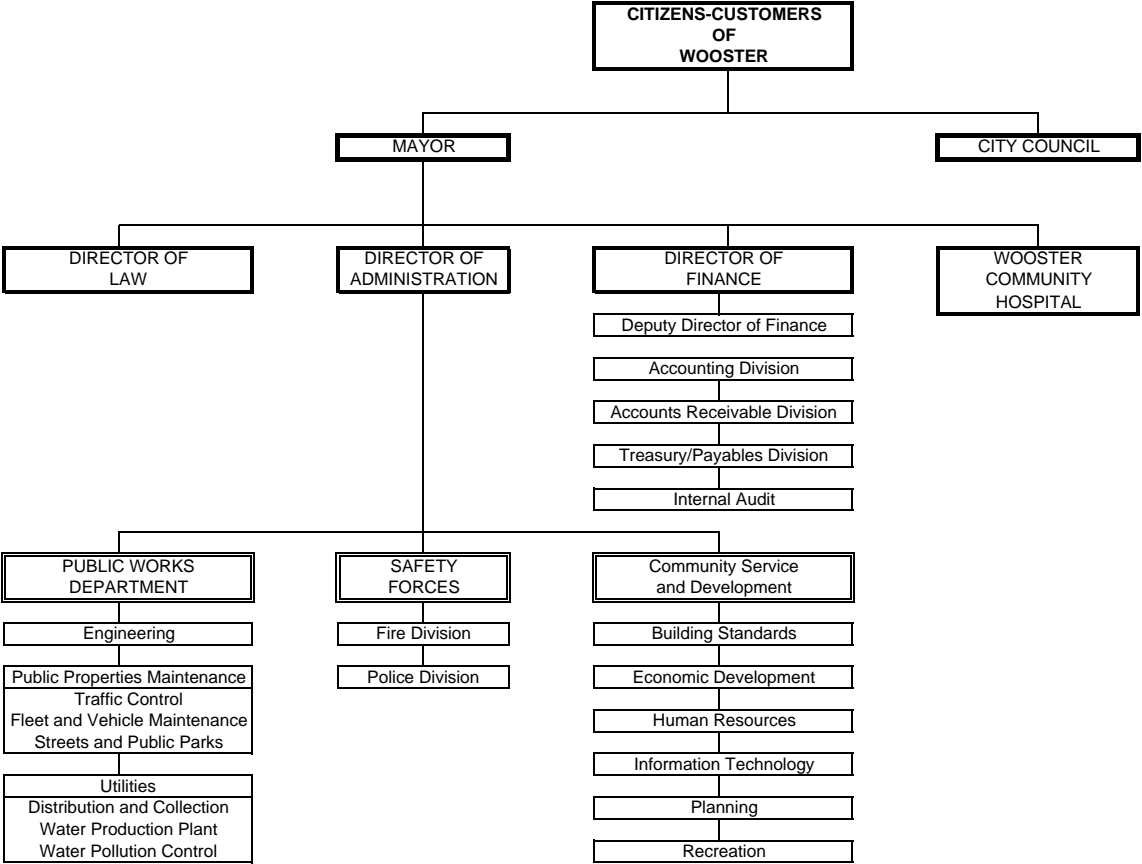 CITIZENS-CUSTOMERS
OF
WOOSTER
MAYOR
CITY COUNCIL
DIRECTOR OF
LAW
DIRECTOR OF
ADMINISTRATION
DIRECTOR OF
FINANCE
WOOSTER
COMMUNITY
HOSPITAL
Deputy Director of Finance
Accounting Division
Accounts Receivable Division
Treasury/Payables Division
Internal Audit
PUBLIC WORKS
DEPARTMENT
Engineering
Public Properties Maintenance
Traffic Control
Fleet and Vehicle Maintenance
Streets and Public Parks
Utilities
Distribution and Collection
Water Production Plant
Water Pollution Control
SAFETY
FORCES
Fire Division
Police Division
Community Service
and Development
Building Standards
Economic Development
Human Resources
Information Technology
Planning
Recreation